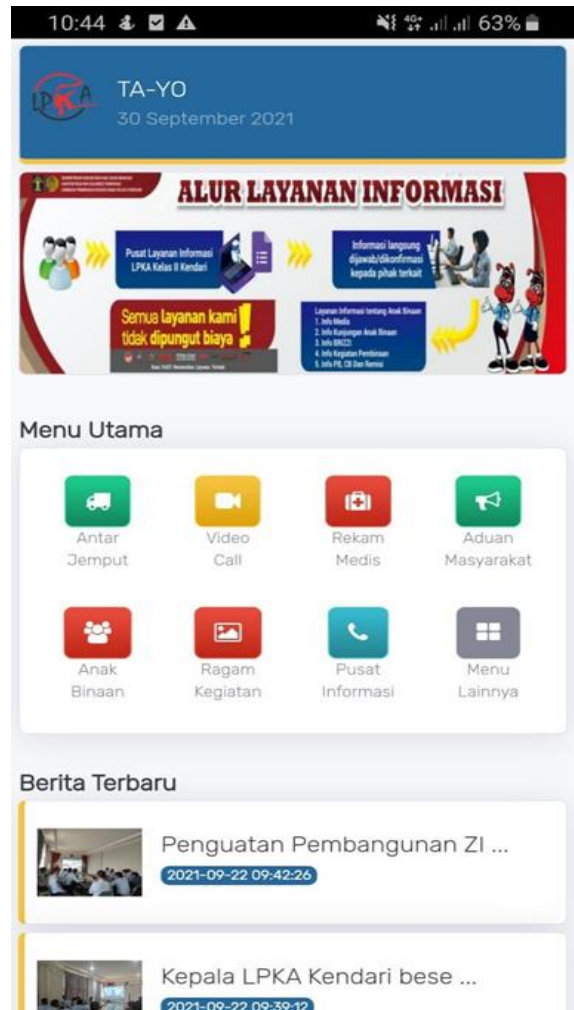 10:44
4G+
63%
LPKA
TA-YO
30 September 2021
ALUR LAYANAN INFORMASI
Pusat Layanan Informasi
LPKA Kelas II Kendari
Informasi langsung
dijawab/dikonfirmasi
kepada pihak terkait
Semua layanan kami
tidak dipungut biaya !
Layanan Informasi tentang Anak Binaan
1. Info Media
2. Info Kunjungan Anak Binaan
3. Info BRIZZI
4. Info Kegiatan Pembinaan
5. Info PB, CB Dan Remisi
Menu Utama
Antar
Jemput
Video
Call
Rekam
Medis
Aduan
Masyarakat
Anak
Binaan
Ragam
Kegiatan
Pusat
Informasi
Menu
Lainnya
Berita Terbaru
Penguatan Pembangunan ZI ...
2021-09-22 09:42:26
Kepala LPKA Kendari bese ...
2021-09-22 09:39:12